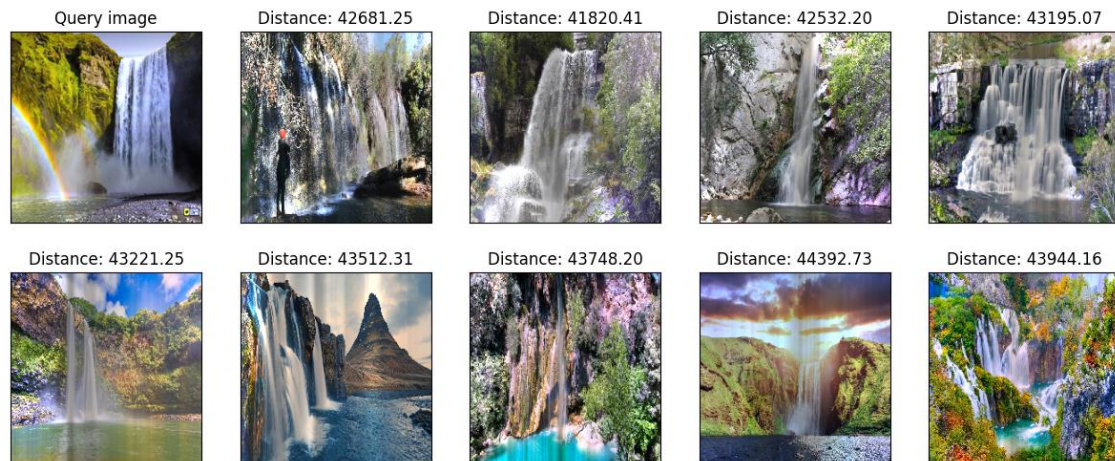 Query image
Distance: 42681.25
Distance: 41820.41
Distance: 42532.20
Distance: 43195.07
Distance: 43221.25
Distance: 43512.31
Distance: 43748.20
Distance: 44392.73
Distance: 43944.16